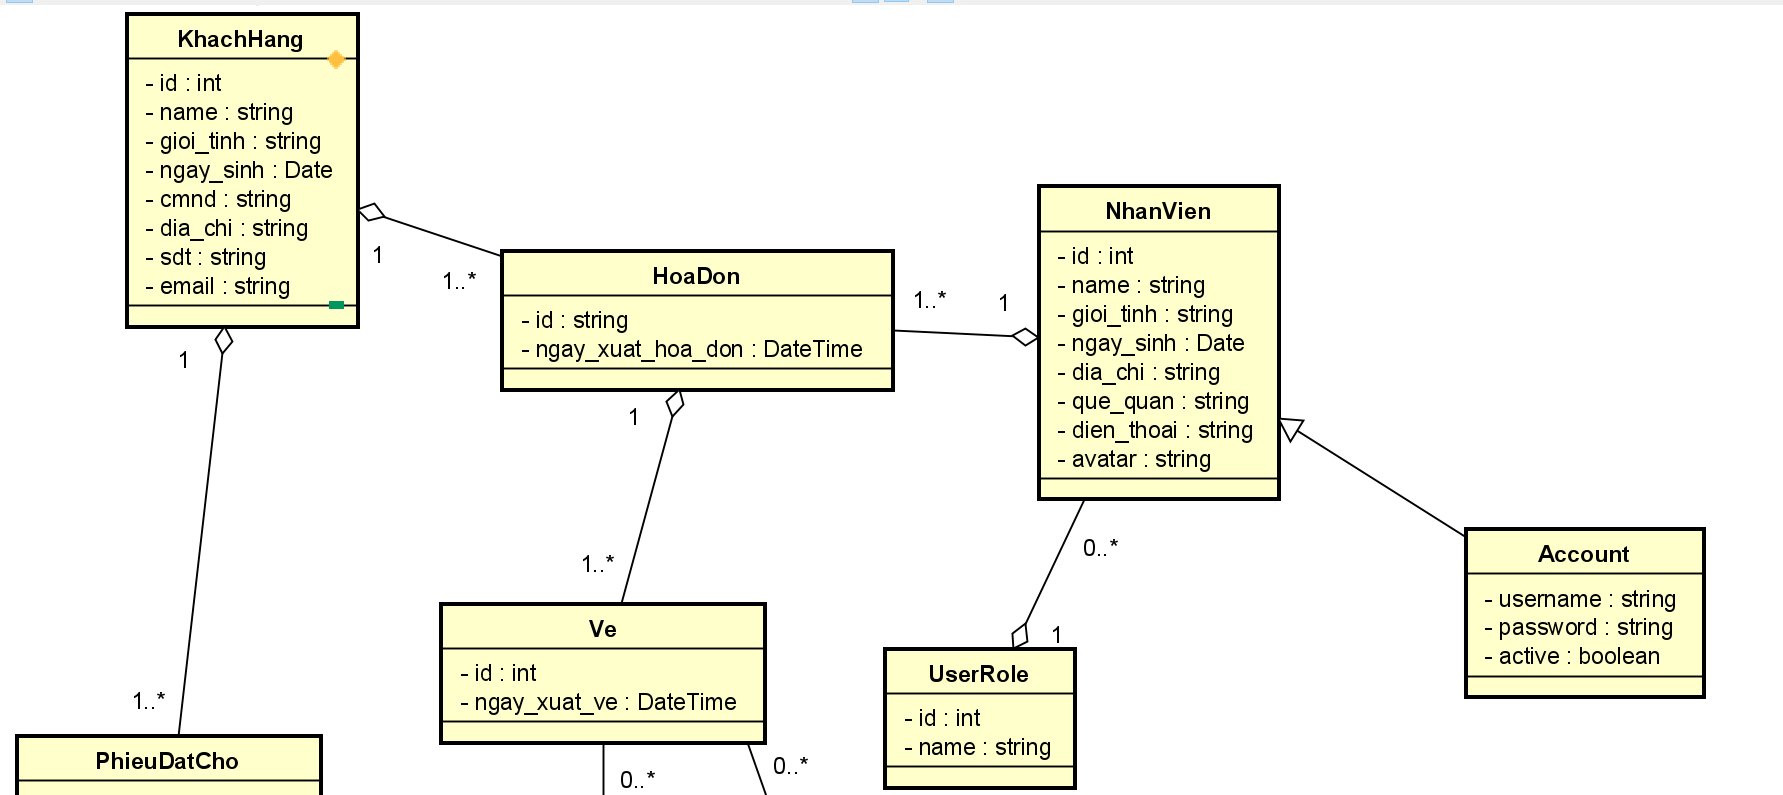 KhachHang
- id : int
- name : string
- gioi_tinh : string
- ngay_sinh : Date
- cmnd : string
- dia_chi : string
- sdt : string
- email : string
1
1..*
1
1..*
HoaDon
- id : string
- ngay_xuat_hoa_don : DateTime
1..*
1
1
1..*
NhanVien
- id : int
- name : string
- gioi_tinh : string
- ngay_sinh : Date
- dia_chi : string
- que_quan : string
- dien_thoai : string
- avatar : string
0..*
1
Account
- username : string
- password : string
- active : boolean
Ve
- id : int
- ngay_xuat_ve : DateTime
0..*
0..*
UserRole
- id : int
- name : string
PhieuDatCho